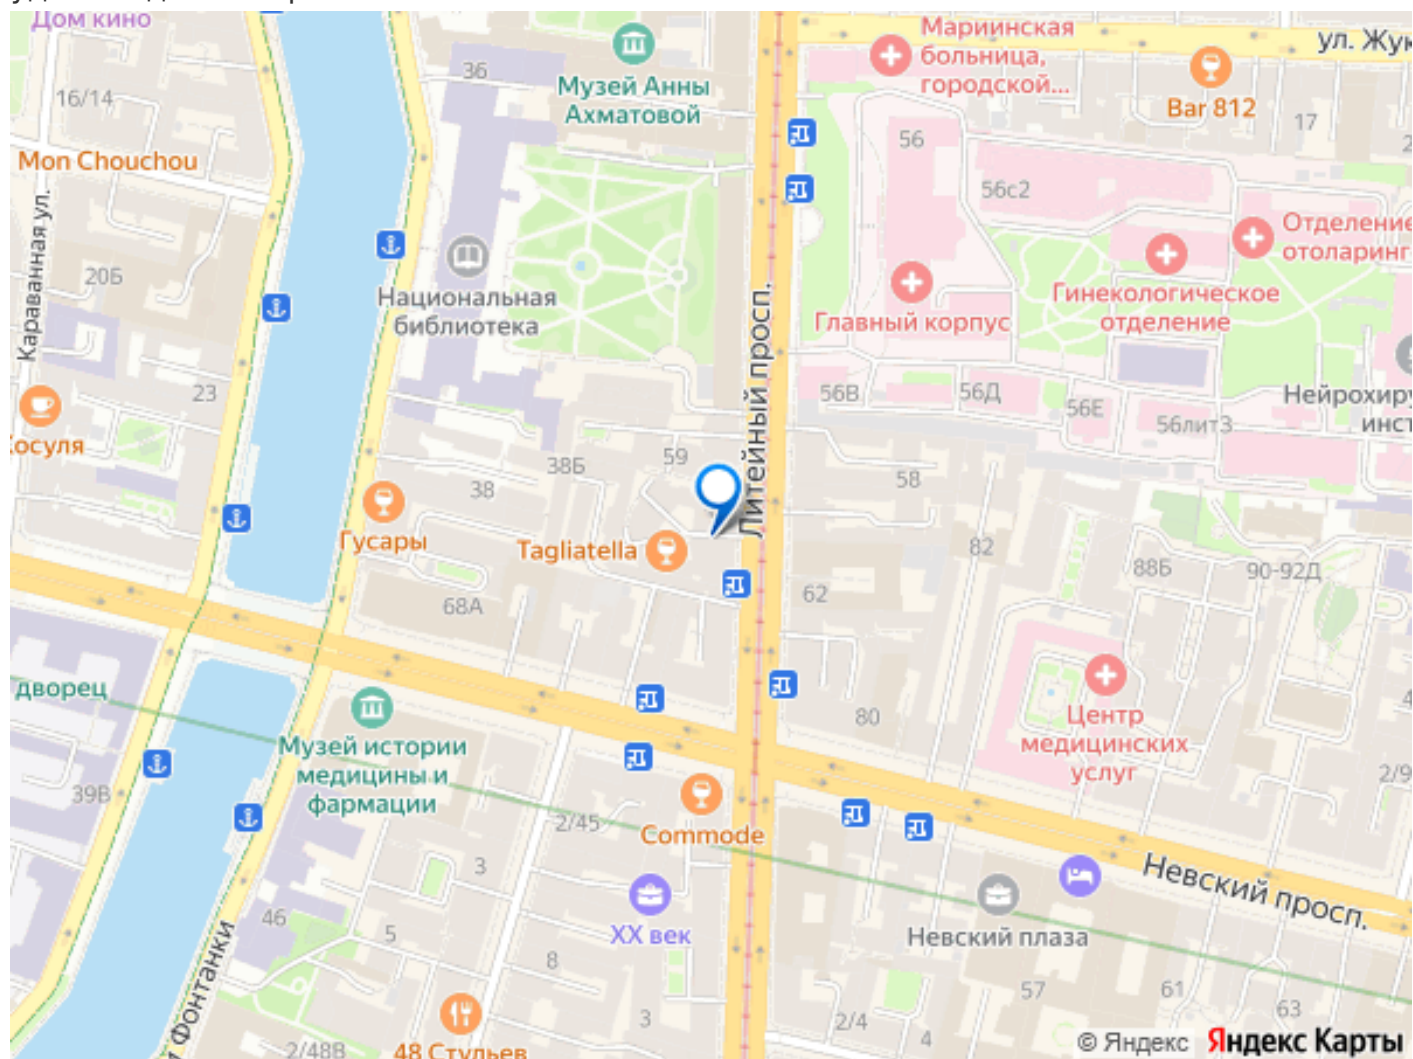 Дом кино
16/14
36
Музей Анны
Ахматовой
Мариинская
больница,
городской...
ул. Жук
Bar 812
17
56
56с2
Mon Chouchou
Караванная ул.
20Б
Национальная
библиотека
Отделение
отоларинг
Гинекологическое
отделение
Главный корпус
Литейный просп.
23
56В
56Д
56Е
56лит3
Нейрохиру
инст
осуля
59
38Б
38
58
Гусары
Tagliatella
82
88Б
90-92Д
68А
62
дворец
80
Центр
медицинских
услуг
Музей истории
медицины и
фармации
39В
2/9
2/45
Commode
3
Невский просп.
46
5
XX век
Невский плаза
8
Фонтанки
57
61
63
3
2/4
4
2/48В
48 Стульев
© Яндекс
Яндекс Карты